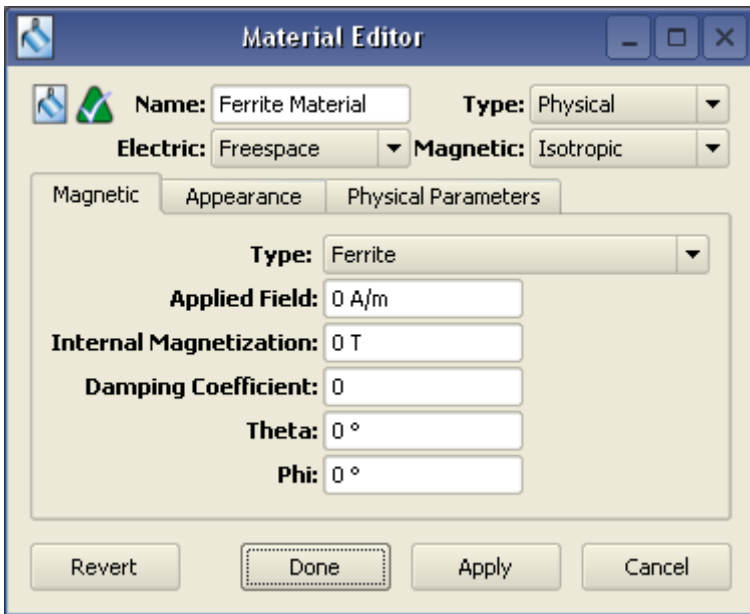 Material Editor
Name: Ferrite Material Type: Physical
Electric: Freespace Magnetic: Isotropic
Magnetic Appearance Physical Parameters
Type: Ferrite
Applied Field: 0 A/m
Internal Magnetization: 0 T
Damping Coefficient: 0
Theta: 0 °
Phi: 0 °
Revert Done Apply Cancel